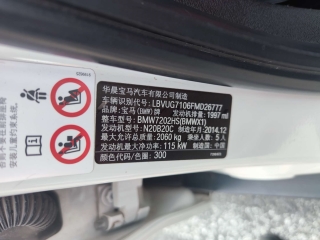 华晨宝马汽车有限公司制造
车辆识别代号: LBVUG7106FMD26777
品牌: 宝马(BMW)牌 发动机排量: 1997 ml
整车型号: BMW7202HS(BMWX1)
发动机型号: N20B20C 制造年月: 2014.12
最大允许总质量: 2060 kg 乘坐人数: 5 人
发动机最大净功率: 115 kW 制造国: 中国
颜色代码/色圈: 300